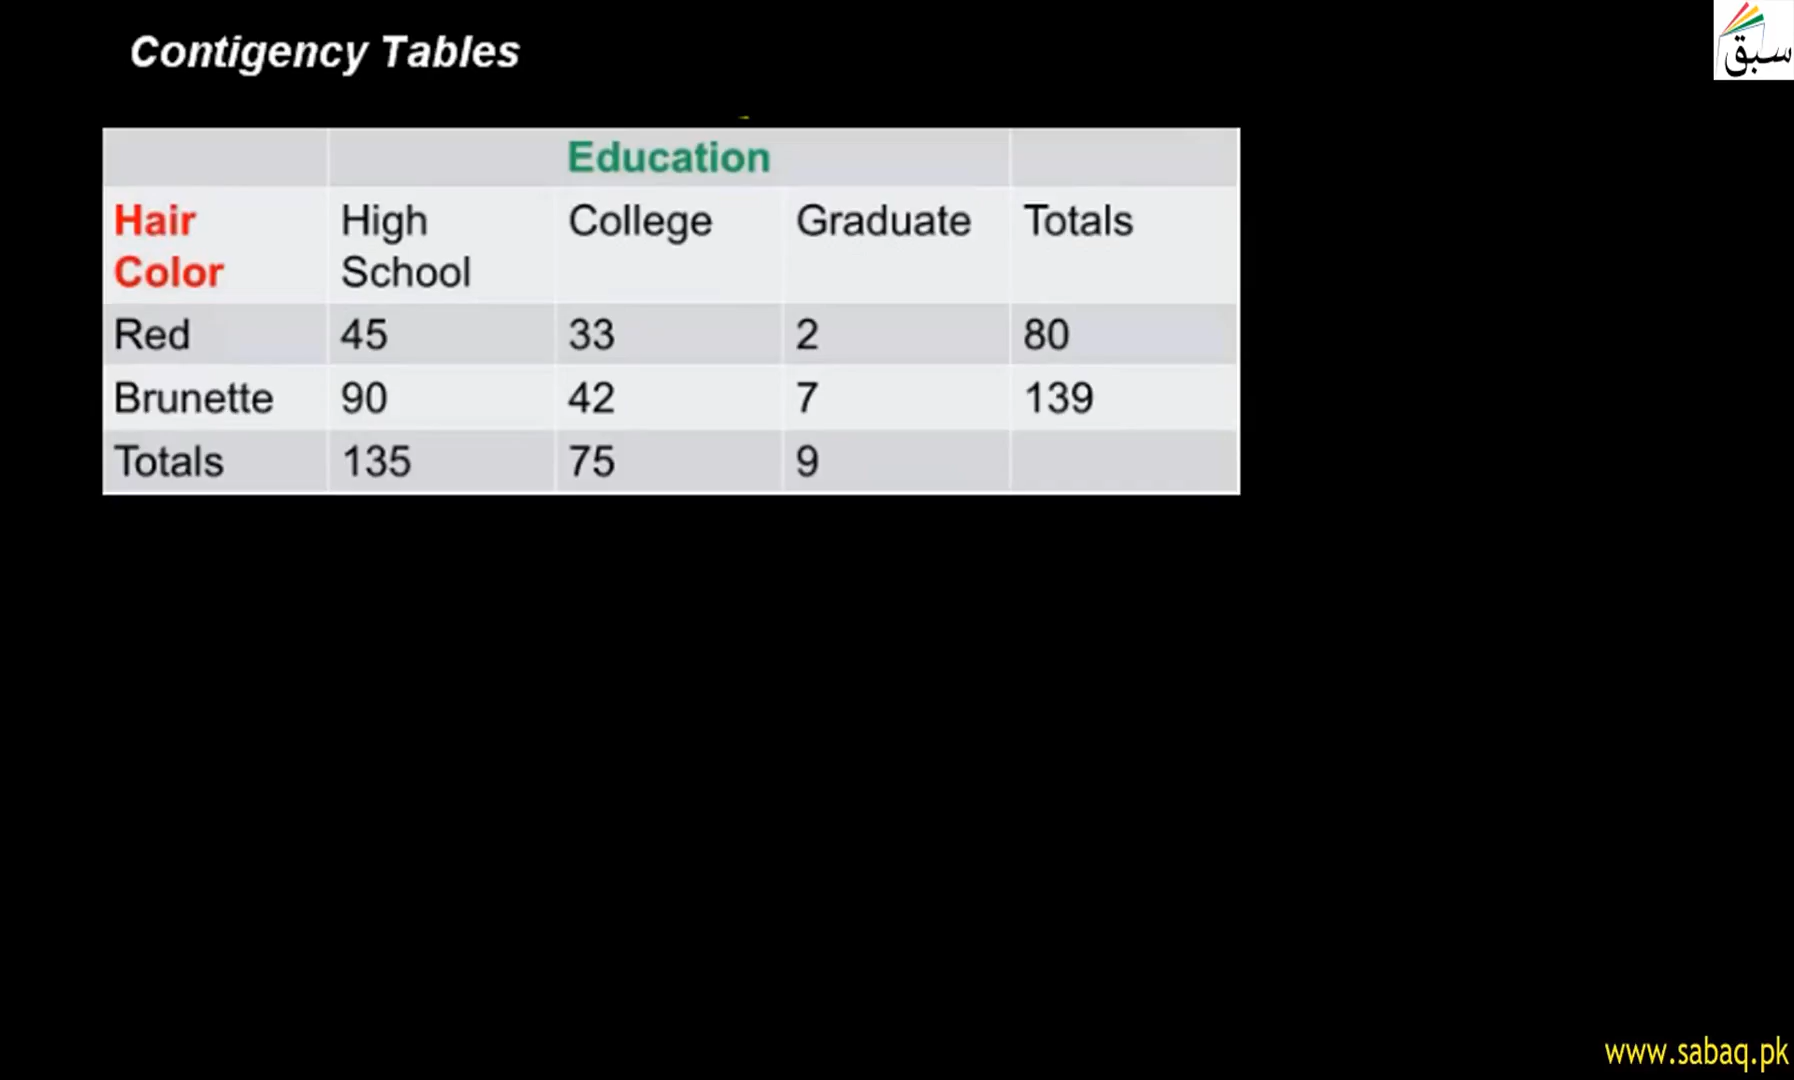 Contigency Tables
سبق
Education
Hair Color High School College Graduate Totals
Red 45 33 2 80
Brunette 90 42 7 139
Totals 135 75 9
www.sabaq.pk